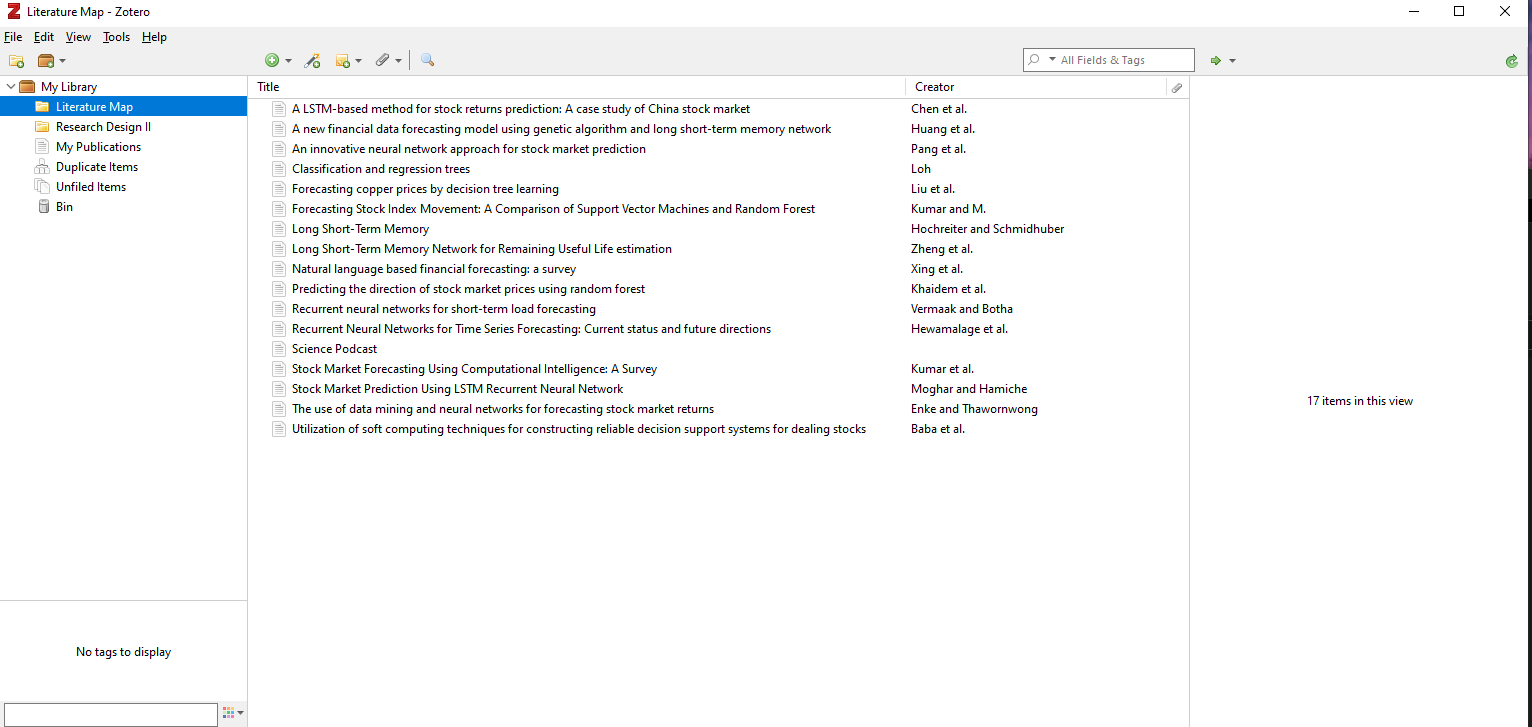 Literature Map - Zotero
File Edit View Tools Help
All Fields & Tags
My Library
Literature Map
Research Design II
My Publications
Duplicate Items
Unfiled Items
Bin
No tags to display
Title Creator
A LSTM-based method for stock returns prediction: A case study of China stock market Chen et al.
A new financial data forecasting model using genetic algorithm and long short-term memory network Huang et al.
An innovative neural network approach for stock market prediction Pang et al.
Classification and regression trees Loh
Forecasting copper prices by decision tree learning Liu et al.
Forecasting Stock Index Movement: A Comparison of Support Vector Machines and Random Forest Kumar and M.
Long Short-Term Memory Hochreiter and Schmidhuber
Long Short-Term Memory Network for Remaining Useful Life estimation Zheng et al.
Natural language based financial forecasting: a survey Xing et al.
Predicting the direction of stock market prices using random forest Khaidem et al.
Recurrent neural networks for short-term load forecasting Vermaak and Botha
Recurrent Neural Networks for Time Series Forecasting: Current status and future directions Hewamalage et al.
Science Podcast
Stock Market Forecasting Using Computational Intelligence: A Survey Kumar et al.
Stock Market Prediction Using LSTM Recurrent Neural Network Moghar and Hamiche
The use of data mining and neural networks for forecasting stock market returns Enke and Thawornwong
Utilization of soft computing techniques for constructing reliable decision support systems for dealing stocks Baba et al.
17 items in this view